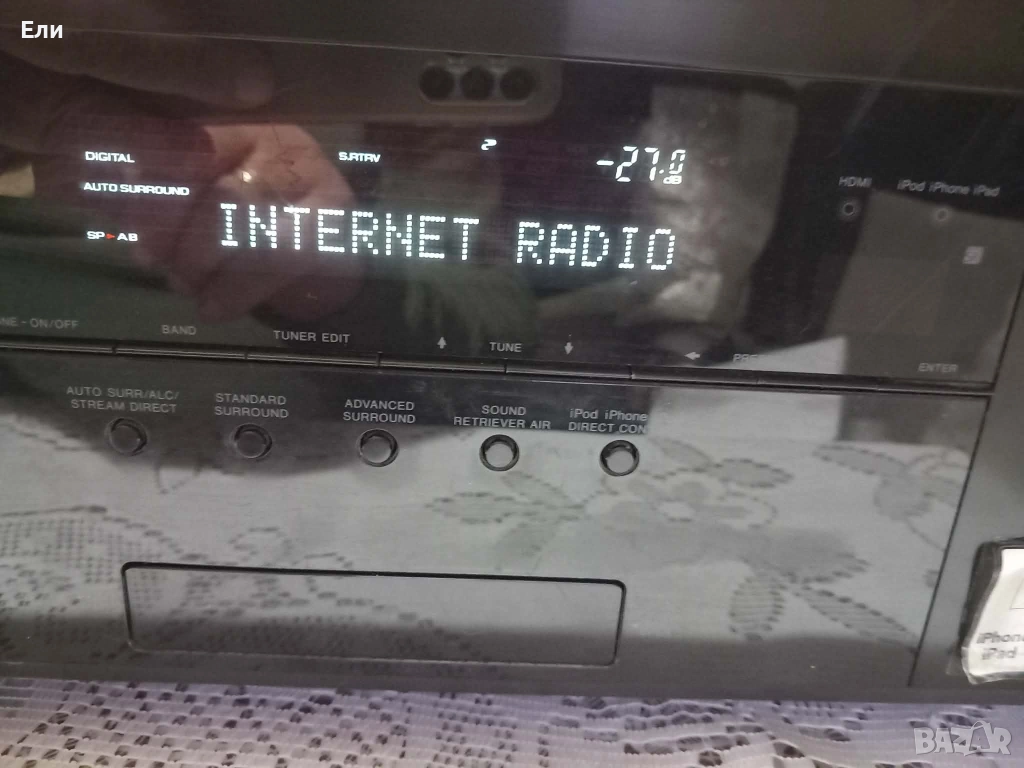 Ели
DIGITAL
S.RTRV
-27.0
dB
AUTO SURROUND
HDMI
iPod iPhone iPad
SP▶AB
INTERNET RADIO
NE - ON/OFF
BAND
TUNER EDIT
TUNE
ENTER
AUTO SURR/ALC/
STREAM DIRECT
STANDARD
SURROUND
ADVANCED
SURROUND
SOUND
RETRIEVER AIR
iPod iPhone
DIRECT CON
iPhone
iPad
BAZAR